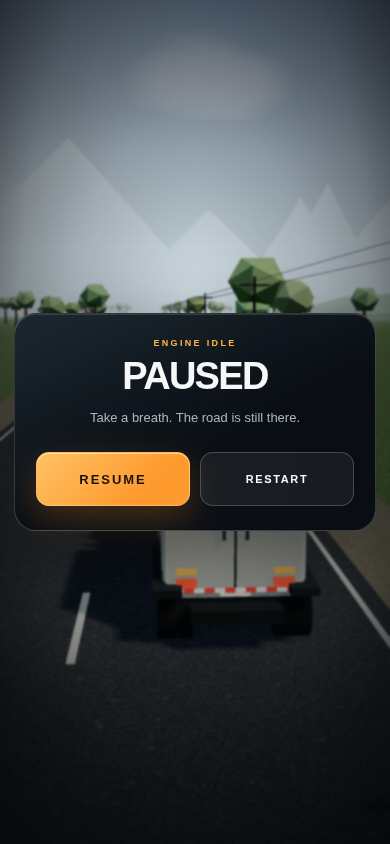 ENGINE IDLE
PAUSED
Take a breath. The road is still there.
RESUME
RESTART